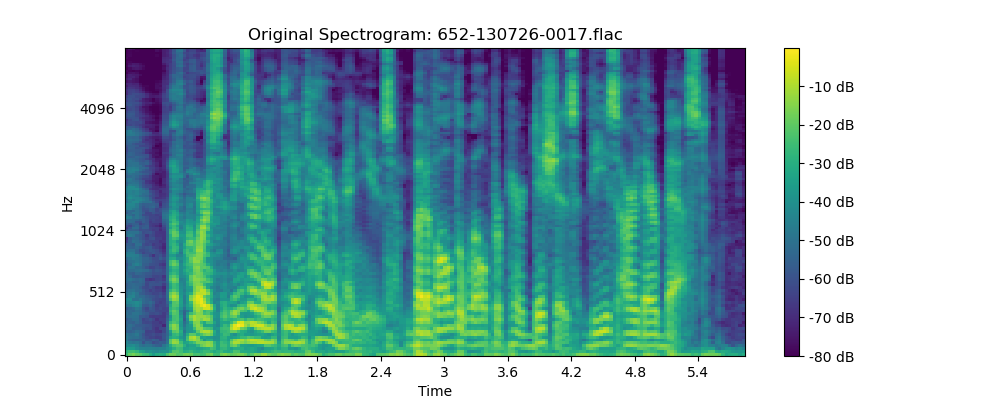 Original Spectrogram: 652-130726-0017.flac
Hz
4096
2048
1024
512
0
0 0.6 1.2 1.8 2.4 3 3.6 4.2 4.8 5.4
Time
-10 dB
-20 dB
-30 dB
-40 dB
-50 dB
-60 dB
-70 dB
-80 dB